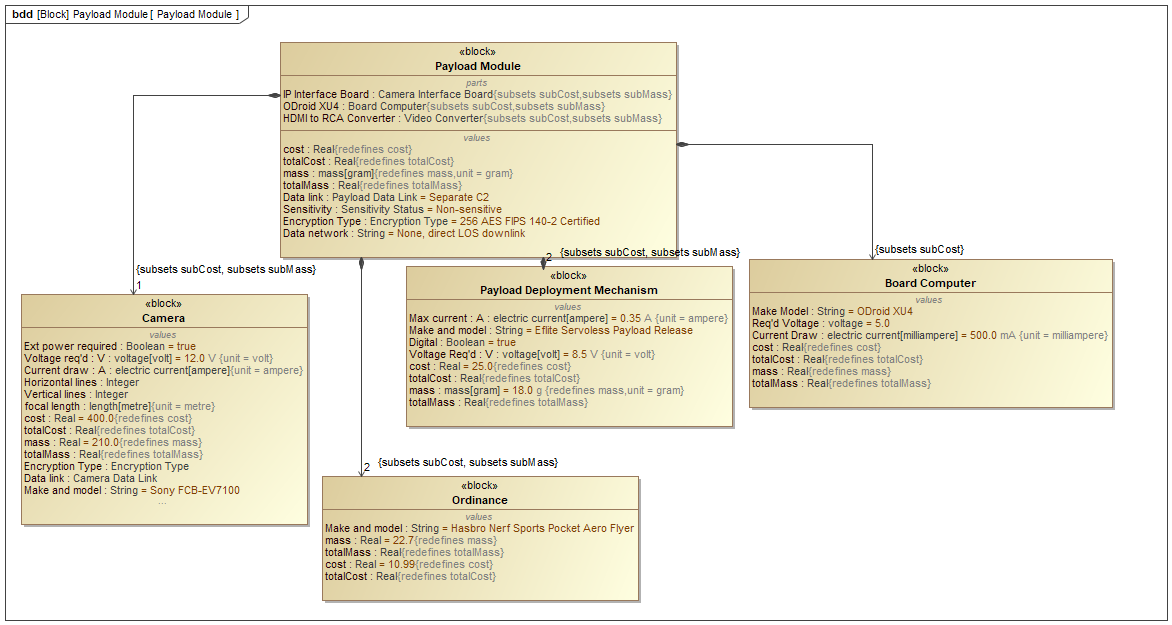 bdd [Block] Payload Module [ Payload Module ]
«block»
Payload Module
parts
IP Interface Board : Camera Interface Board{subsets subCost,subsets subMass}
ODroid XU4 : Board Computer{subsets subCost,subsets subMass}
HDMI to RCA Converter : Video Converter{subsets subCost,subsets subMass}
values
cost : Real{redefines cost}
totalCost : Real{redefines totalCost}
mass : mass[gram]{redefines mass,unit = gram}
totalMass : Real{redefines totalMass}
Data link : Payload Data Link = Separate C2
Sensitivity : Sensitivity Status = Non-sensitive
Encryption Type : Encryption Type = 256 AES FIPS 140-2 Certified
Data network : String = None, direct LOS downlink
{subsets subCost, subsets subMass}
1
«block»
Camera
values
Ext power required : Boolean = true
Voltage req'd : V : voltage[volt] = 12.0 V {unit = volt}
Current draw : A : electric current[ampere]{unit = ampere}
Horizontal lines : Integer
Vertical lines : Integer
focal length : length[metre]{unit = metre}
cost : Real = 400.0{redefines cost}
totalCost : Real{redefines totalCost}
mass : Real = 210.0{redefines mass}
totalMass : Real{redefines totalMass}
Encryption Type : Encryption Type
Data link : Camera Data Link
Make and model : String = Sony FCB-EV7100
...
{subsets subCost, subsets subMass}
2
«block»
Payload Deployment Mechanism
values
Max current : A : electric current[ampere] = 0.35 A {unit = ampere}
Make and model : String = Eflite Servoless Payload Release
Digital : Boolean = true
Voltage Req'd : V : voltage[volt] = 8.5 V {unit = volt}
cost : Real = 25.0{redefines cost}
totalCost : Real{redefines totalCost}
mass : mass[gram] = 18.0 g {redefines mass,unit = gram}
totalMass : Real{redefines totalMass}
{subsets subCost}
«block»
Board Computer
values
Make Model : String = ODroid XU4
Req'd Voltage : voltage = 5.0
Current Draw : electric current[milliampere] = 500.0 mA {unit = milliampere}
cost : Real{redefines cost}
totalCost : Real{redefines totalCost}
mass : Real{redefines mass}
totalMass : Real{redefines totalMass}
2 {subsets subCost, subsets subMass}
«block»
Ordinance
values
Make and model : String = Hasbro Nerf Sports Pocket Aero Flyer
mass : Real = 22.7{redefines mass}
totalMass : Real{redefines totalMass}
cost : Real = 10.99{redefines cost}
totalCost : Real{redefines totalCost}